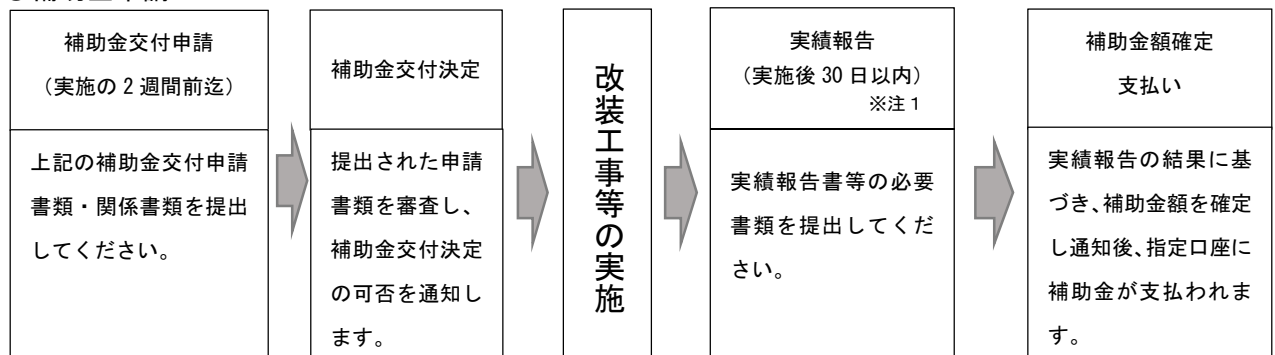 補助金交付申請
（実施の２週間前迄）
上記の補助金交付申請
書類・関係書類を提出
してください。
補助金交付決定
提出された申請
書類を審査し、
補助金交付決定
の可否を通知し
ます。
改装工事等の実施
実績報告
（実施後 30 日以内）
※注１
実績報告書等の必要
書類を提出してくだ
さい。
補助金額確定
支払い
実績報告の結果に基
づき、補助金額を確定
し通知後、指定口座に
補助金が支払われま
す。